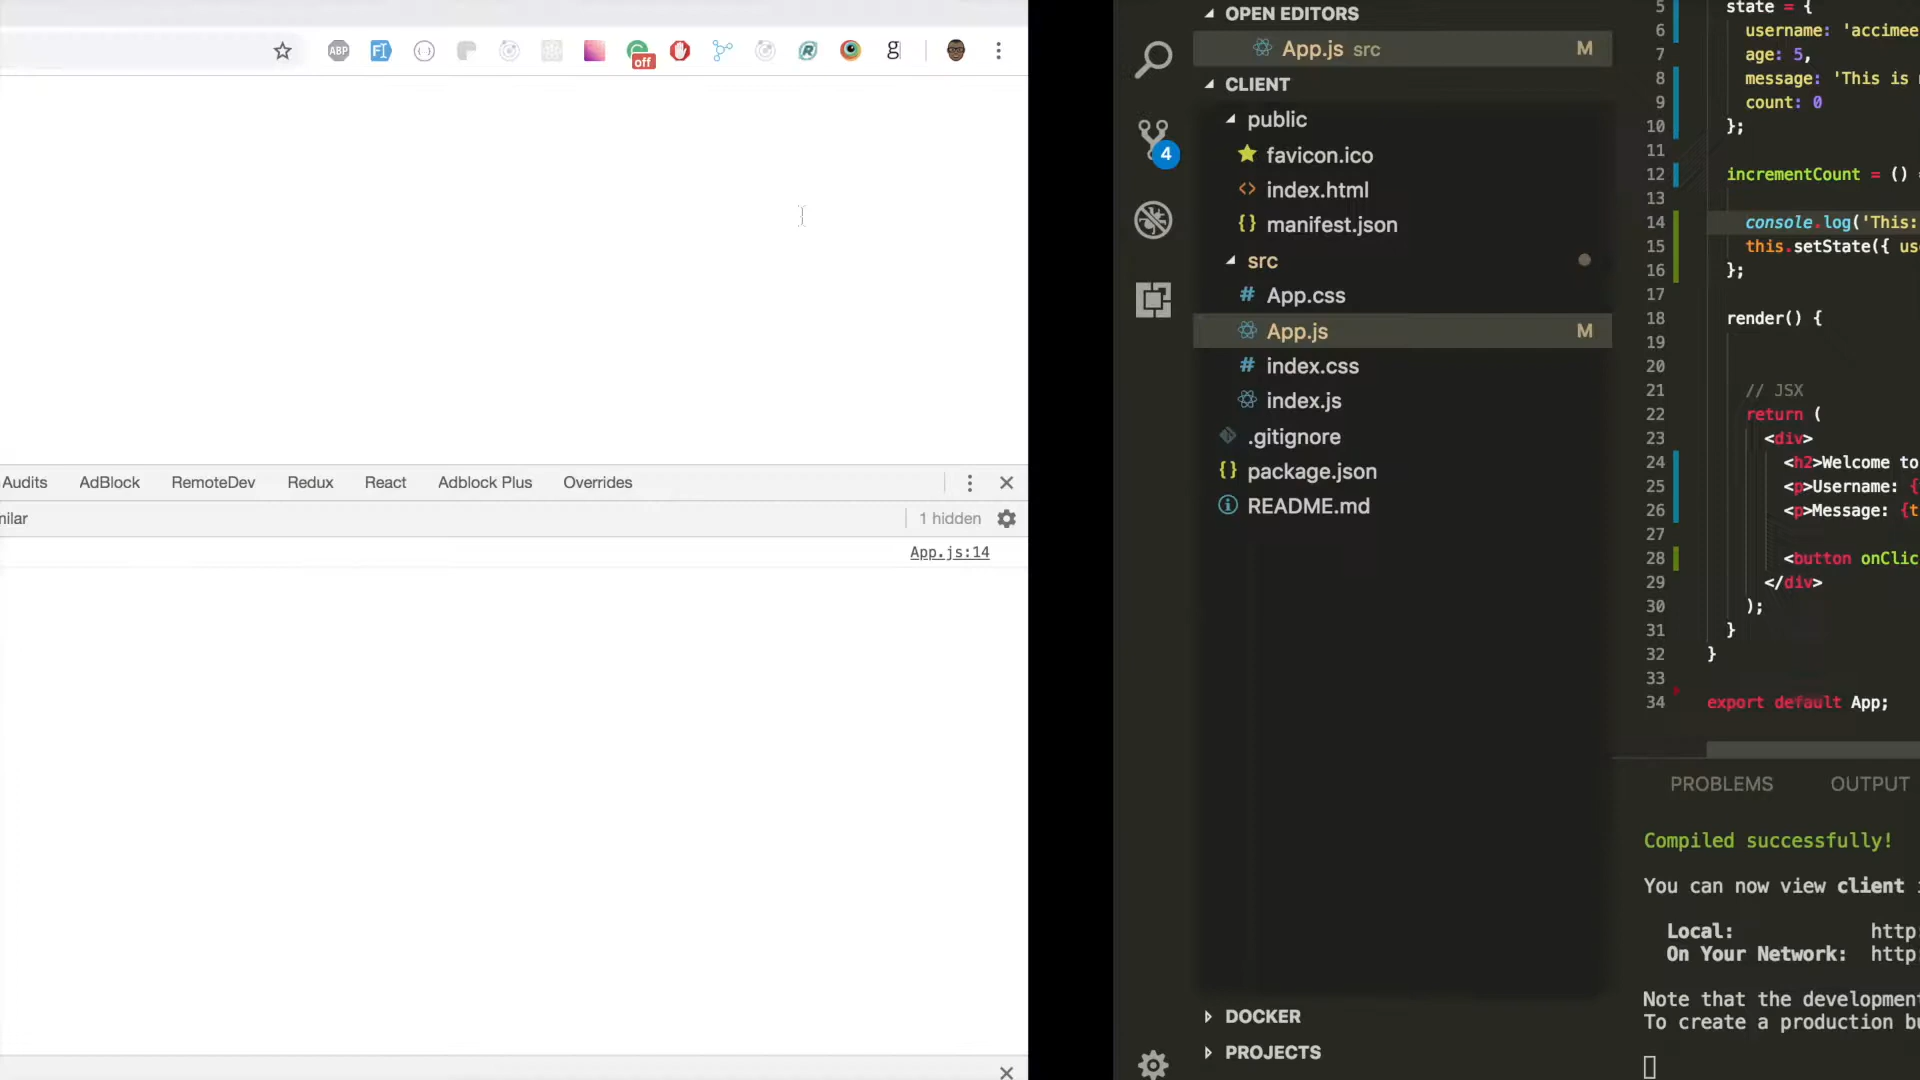 ABP
off
g
Audits
AdBlock
RemoteDev
Redux
React
Adblock Plus
Overrides
1 hidden
App.js:14
OPEN EDITORS
App.js src
M
CLIENT
public
favicon.ico
index.html
manifest.json
src
App.css
App.js
M
index.css
index.js
.gitignore
package.json
README.md
DOCKER
PROJECTS
4
5 state = {
6 username: 'accimee
7 age: 5,
8 message: 'This is
9 count: 0
10 };
11
12 incrementCount = ()
13
14 console.log('This:
15 this.setState({ us
16 };
17
18 render() {
19
20
21 // JSX
22 return (
23 <div>
24 <h2>Welcome to
25 <p>Username: {
26 <p>Message: {t
27
28 <button onClic
29 </div>
30 );
31 }
32 }
33
34 export default App;
PROBLEMS
OUTPUT
Compiled successfully!
You can now view client
Local: http:
On Your Network: http:
Note that the development
To create a production bu